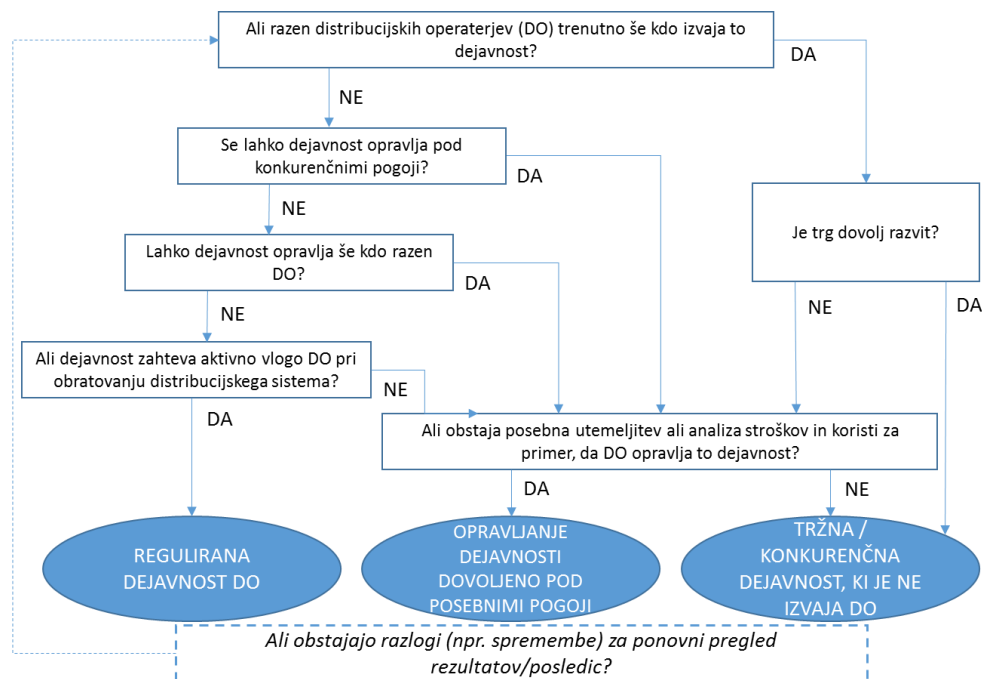 Ali razen distribucijskih operaterjev (DO) trenutno še kdo izvaja to
dejavnost?
DA
NE
Se lahko dejavnost opravlja pod
konkurenčnimi pogoji?
DA
NE
Je trg dovolj razvit?
Lahko dejavnost opravlja še kdo razen
DO?
DA
NE
DA
NE
Ali dejavnost zahteva aktivno vlogo DO pri
obratovanju distribucijskega sistema?
NE
DA
Ali obstaja posebna utemeljitev ali analiza stroškov in koristi za
primer, da DO opravlja to dejavnost?
DA
NE
REGULIRANA
DEJAVNOST DO
OPRAVLJANJE
DEJAVNOSTI
DOVOLJENO POD
POSEBNIMI POGOJI
TRŽNA /
KONKURENČNA
DEJAVNOST, KI JE NE
IZVAJA DO
Ali obstajajo razlogi (npr. spremembe) za ponovni pregled
rezultatov/posledic?